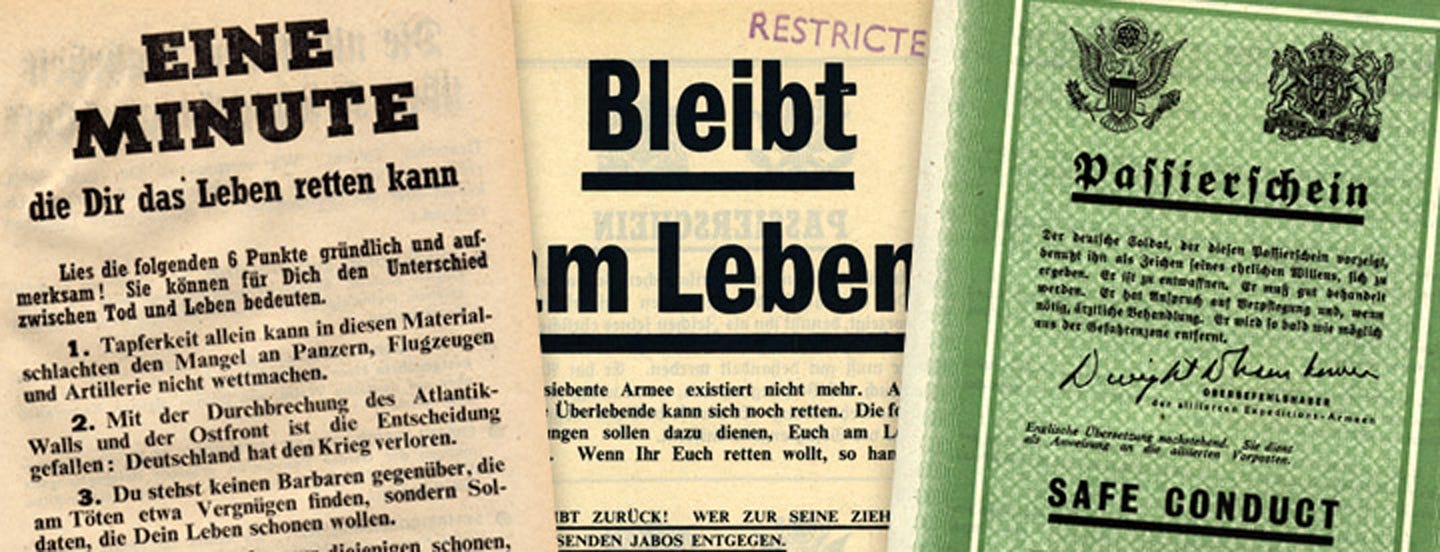 EINE
MINUTE
die Dir das Leben retten kann
Lies die folgenden 6 Punkte gründlich und auf-
merksam! Sie können für Dich den Unterschied
zwischen Tod und Leben bedeuten.
1. Tapferkeit allein kann in diesen Material-
schlachten den Mangel an Panzern, Flugzeugen
und Artillerie nicht wettmachen.
2. Mit der Durchbrechung des Atlantik-
Walls und der Ostfront ist die Entscheidung
gefallen: Deutschland hat den Krieg verloren.
3. Du stehst keinen Barbaren gegenüber, die
am Töten etwa Vergnügen finden, sondern Sol-
daten, die Dein Leben schonen wollen.
diejenigen schonen,
RESTRICTE
Bleibt
am Leben
siebente Armee existiert nicht mehr. A
Überlebende kann sich noch retten. Die fo
ngen sollen dazu dienen, Euch am L
Wenn Ihr Euch retten wollt, so han
IBT ZURÜCK! WER ZUR SEINE ZIEH
SENDEN JABOS ENTGEGEN.
Passierschein
Der deutsche Soldat, der diesen Passierschein vorzeigt,
benutzt ihn als Zeichen seines ehrlichen Willens, sich zu
ergeben. Er ist zu entwaffnen. Er muß gut behandelt
werden. Er hat Anspruch auf Verpflegung und, wenn
nötig, ärztliche Behandlung. Er wird so bald wie möglich
aus der Gefahrenzone entfernt.
Dwight D Eisenhower
OBERBEFEHLSHABER
der alliierten Expeditions-Armeen
Englische Übersetzung nachstehend. Sie dient
als Anweisung an die alliierten Vorposten.
SAFE CONDUCT